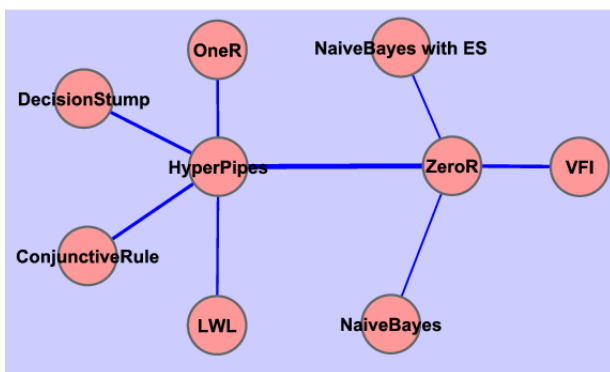 OneR
NaiveBayes with ES
DecisionStump
HyperPipes
ZeroR
VFI
ConjunctiveRule
LWL
NaiveBayes